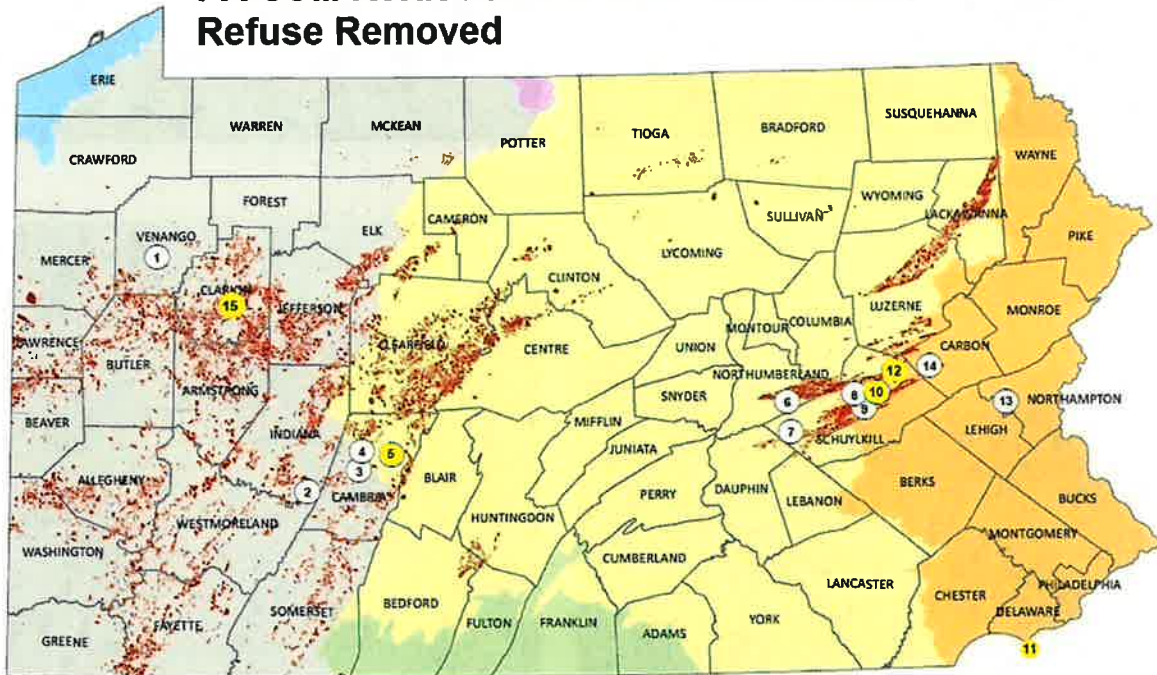 Refuse Removed
ERIE
WARREN
MCKEAN
POTTER
TIOGA
BRADFORD
SUSQUEHANNA
WAYNE
CRAWFORD
FOREST
ELK
CAMERON
SULLIVAN
WYOMING
LACKAWANNA
PIKE
VENANGO
1
MERCER
CLARION
15
JEFFERSON
CLINTON
LYCOMING
LUZERNE
MONROE
LAWRENCE
BUTLER
ARMSTRONG
CLEARFIELD
CENTRE
UNION
MONTOUR
COLUMBIA
CARBON
12
14
NORTHUMBERLAND
SNYDER
6
8
10
9
13
NORTHAMPTON
BEAVER
INDIANA
MIFFLIN
7
SCHUYLKILL
LEHIGH
4
5
3
JUNIATA
ALLEGHENY
2
CAMBRIA
BLAIR
PERRY
DAUPHIN
LEBANON
BERKS
BUCKS
WESTMORELAND
HUNTINGDON
WASHINGTON
CUMBERLAND
MONTGOMERY
LANCASTER
CHESTER
PHILADELPHIA
DELAWARE
SOMERSET
BEDFORD
FAYETTE
FULTON
FRANKLIN
ADAMS
YORK
GREENE
11